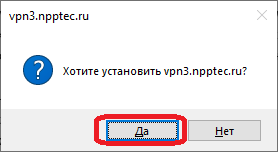 vpn3.npptec.ru
Хотите установить vpn3.npptec.ru?
Да
Нет